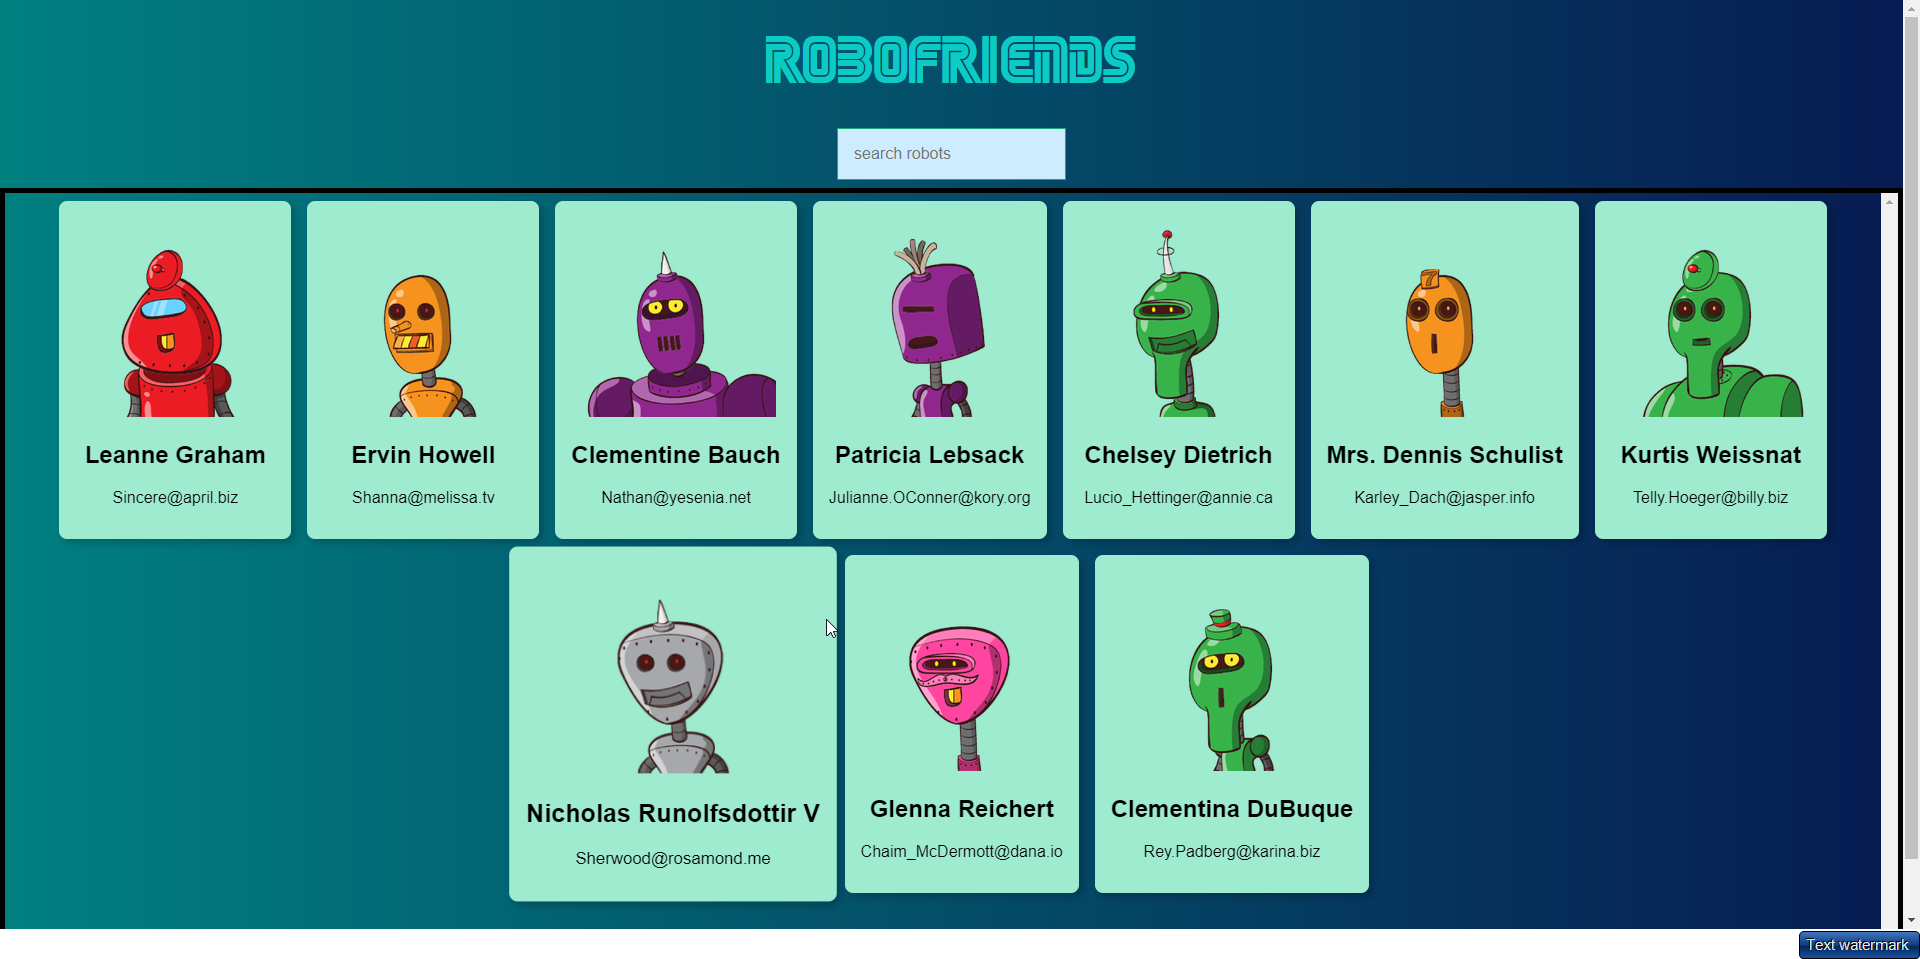 ROBOFRIENDS
search robots
Leanne Graham
Sincere@april.biz
Ervin Howell
Shanna@melissa.tv
Clementine Bauch
Nathan@yesenia.net
Patricia Lebsack
Julianne.OConner@kory.org
Chelsey Dietrich
Lucio_Hettinger@annie.ca
7
Mrs. Dennis Schulist
Karley_Dach@jasper.info
Kurtis Weissnat
Telly.Hoeger@billy.biz
Nicholas Runolfsdottir V
Sherwood@rosamond.me
Glenna Reichert
Chaim_McDermott@dana.io
Clementina DuBuque
Rey.Padberg@karina.biz
Text watermark